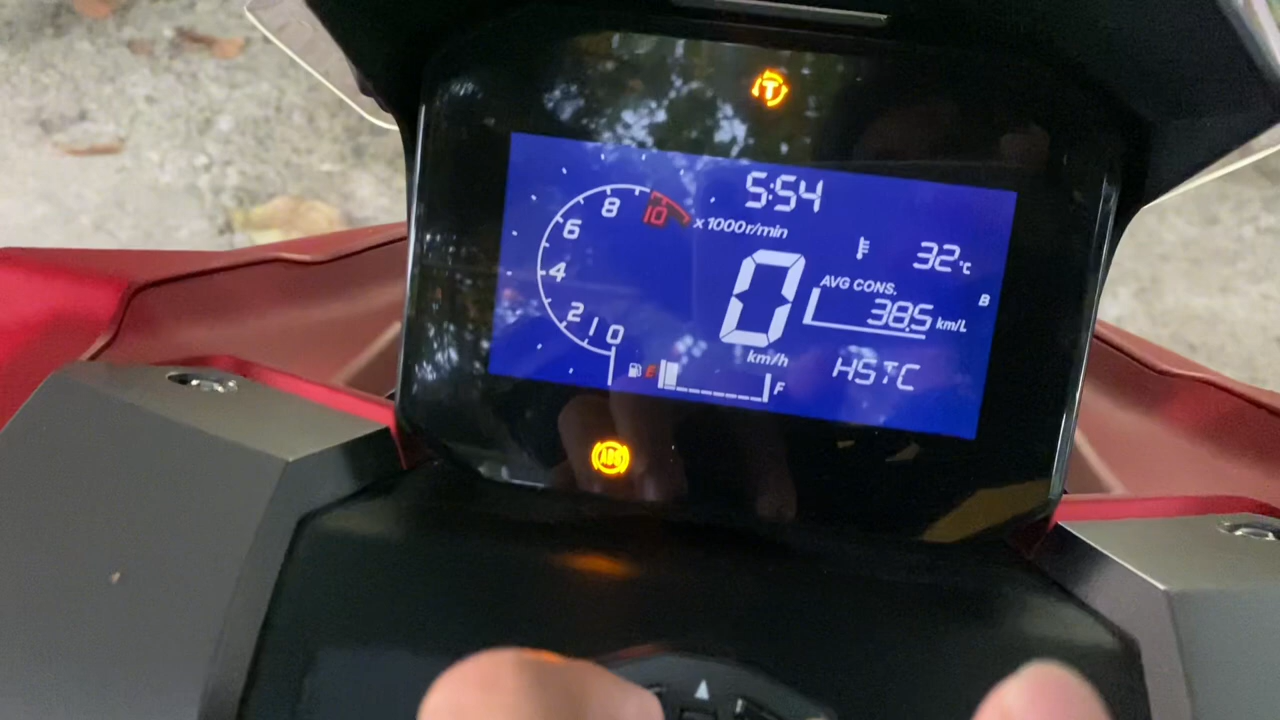 T
5:54
8
10
x 1000r/min
6
32°c
4
0
AVG CONS.
B
38.5 km/L
2
1
0
km/h
HSTC
E
F
ABS